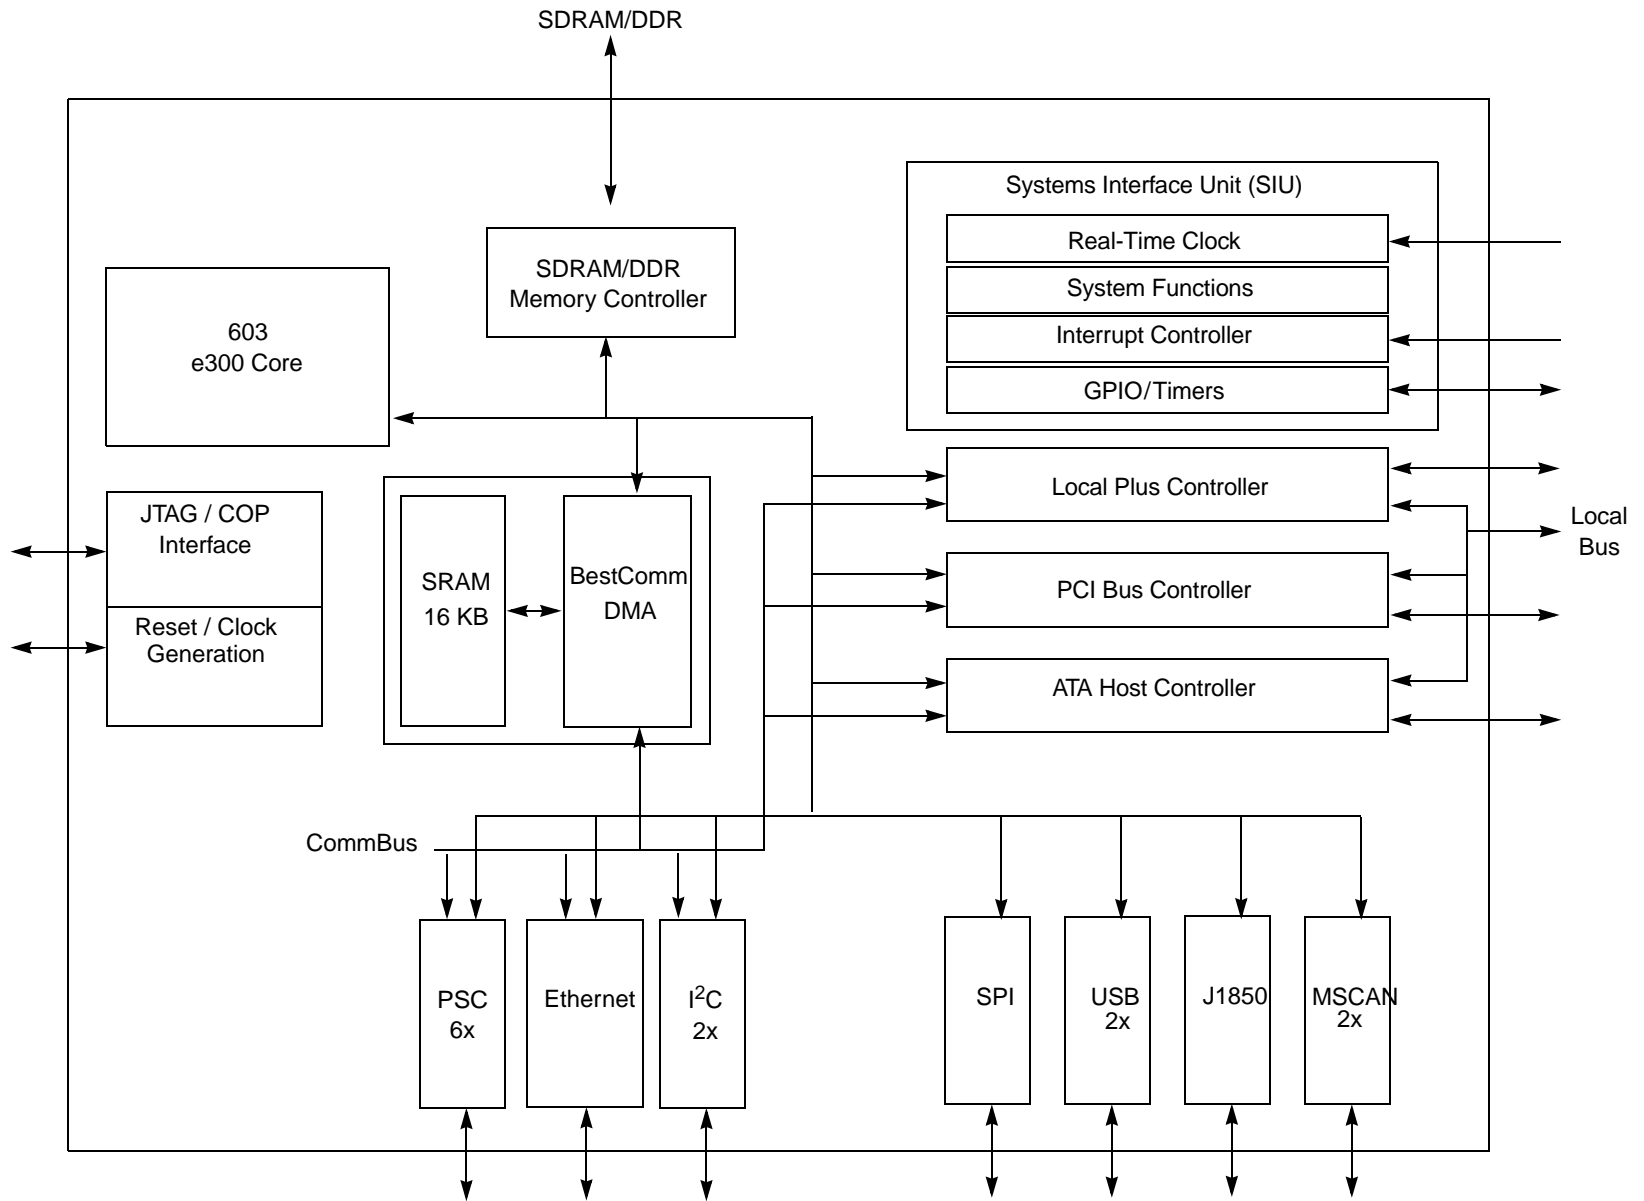 SDRAM/DDR
Systems Interface Unit (SIU)
Real-Time Clock
System Functions
Interrupt Controller
GPIO/Timers
SDRAM/DDR
Memory Controller
603
e300 Core
JTAG / COP
Interface
Reset / Clock
Generation
SRAM
16 KB
BestComm
DMA
Local Plus Controller
PCI Bus Controller
ATA Host Controller
Local
Bus
CommBus
PSC
6x
Ethernet
I²C
2x
SPI
USB
2x
J1850
MSCAN
2x